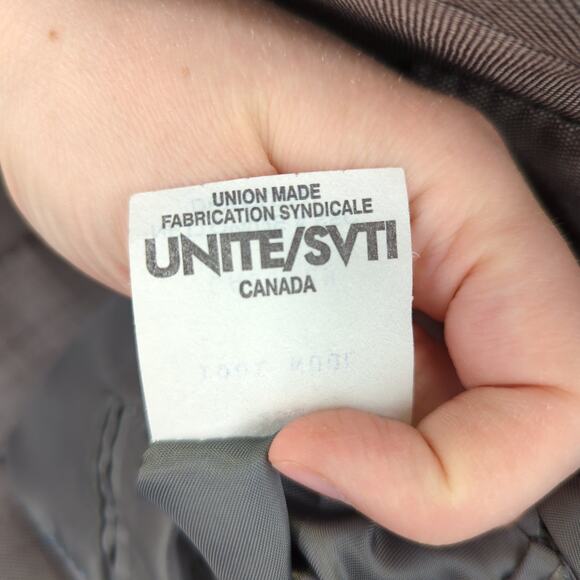 UNION MADE
FABRICATION SYNDICALE
UNITE/SVTI
CANADA